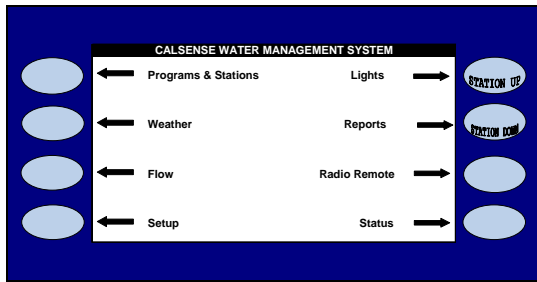 CALSENSE WATER MANAGEMENT SYSTEM
Programs & Stations Lights STATION UP
Weather Reports STATION DOWN
Flow Radio Remote
Setup Status